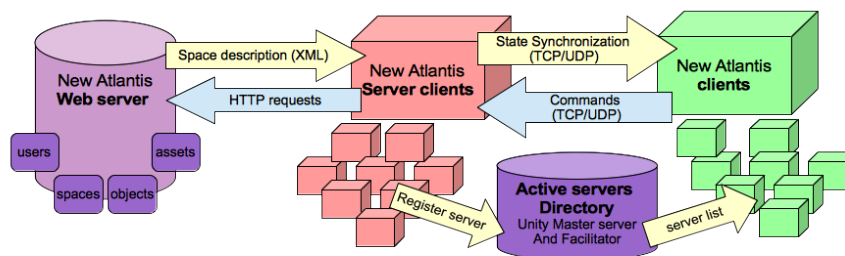 New Atlantis
Web server
users
assets
spaces
objects
Space description (XML)
HTTP requests
New Atlantis
Server clients
State Synchronization
(TCP/UDP)
Commands
(TCP/UDP)
New Atlantis
clients
Register server
Active servers
Directory
Unity Master server
And Facilitator
server list